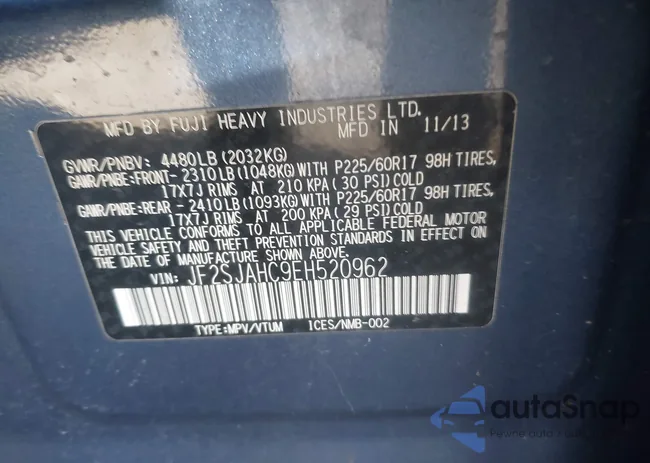 MFD BY FUJI HEAVY INDUSTRIES LTD.
MFD IN 11/13
GVWR/PNBV: 4480LB (2032KG)
GAWR/PNBE:FRONT- 2310LB(1048KG)WITH P225/60R17 98H TIRES,
17X7J RIMS AT 210 KPA(30 PSI)COLD
GAWR/PNBE:REAR - 2410LB(1093KG)WITH P225/60R17 98H TIRES,
17X7J RIMS AT 200 KPA(29 PSI)COLD
THIS VEHICLE CONFORMS TO ALL APPLICABLE FEDERAL MOTOR
VEHICLE SAFETY AND THEFT PREVENTION STANDARDS IN EFFECT ON
THE DATE OF MANUFACTURE SHOWN ABOVE.
VIN: JF2SJAHC9EH520962
TYPE:MPV/VTUM ICES/NMB-002
autoSnap
Pewne auto z USA